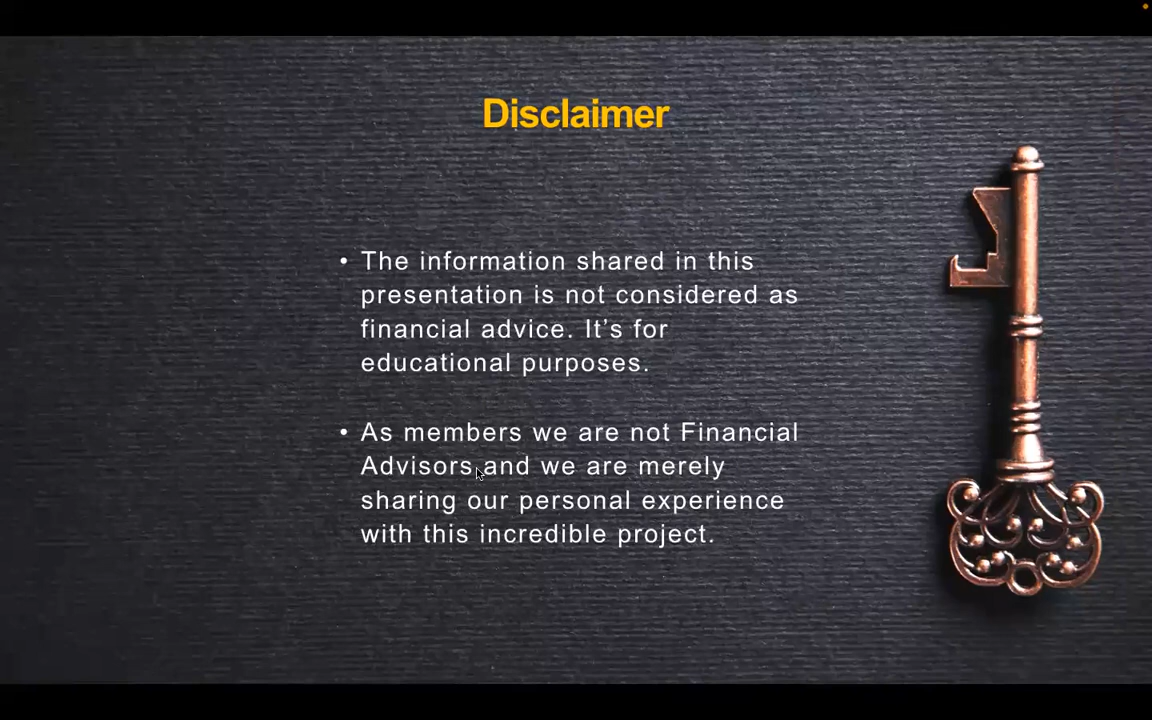 Disclaimer
• The information shared in this
presentation is not considered as
financial advice. It’s for
educational purposes.
• As members we are not Financial
Advisors and we are merely
sharing our personal experience
with this incredible project.